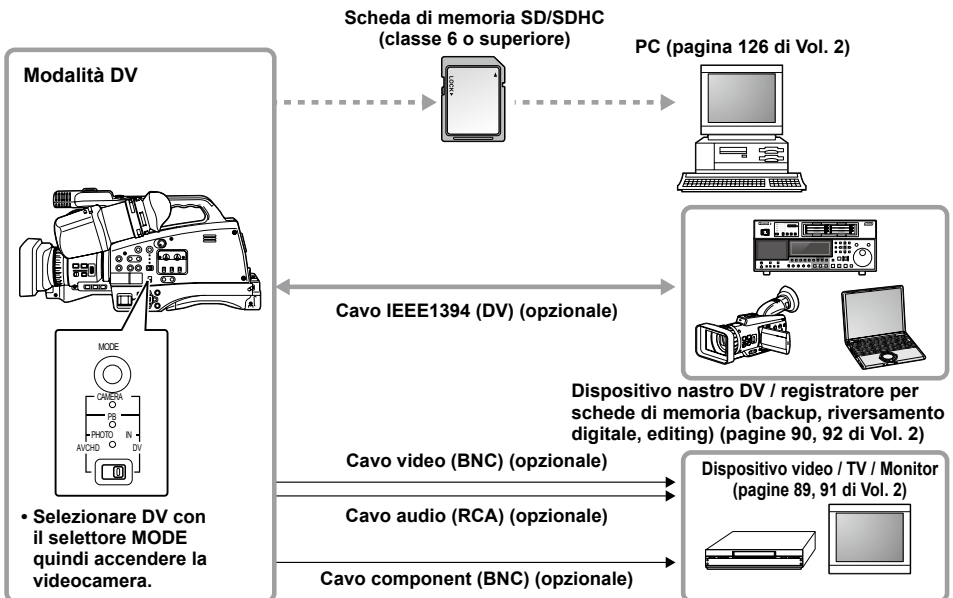 Scheda di memoria SD/SDHC
(classe 6 o superiore)
PC (pagina 126 di Vol. 2)
Modalità DV
LOCK
Cavo IEEE1394 (DV) (opzionale)
MODE
CAMERA
PB
PHOTO IN
AVCHD DV
Dispositivo nastro DV / registratore per
schede di memoria (backup, riversamento
digitale, editing) (pagine 90, 92 di Vol. 2)
Cavo video (BNC) (opzionale)
Dispositivo video / TV / Monitor
(pagine 89, 91 di Vol. 2)
Cavo audio (RCA) (opzionale)
• Selezionare DV con
il selettore MODE
quindi accendere la
videocamera.
Cavo component (BNC) (opzionale)